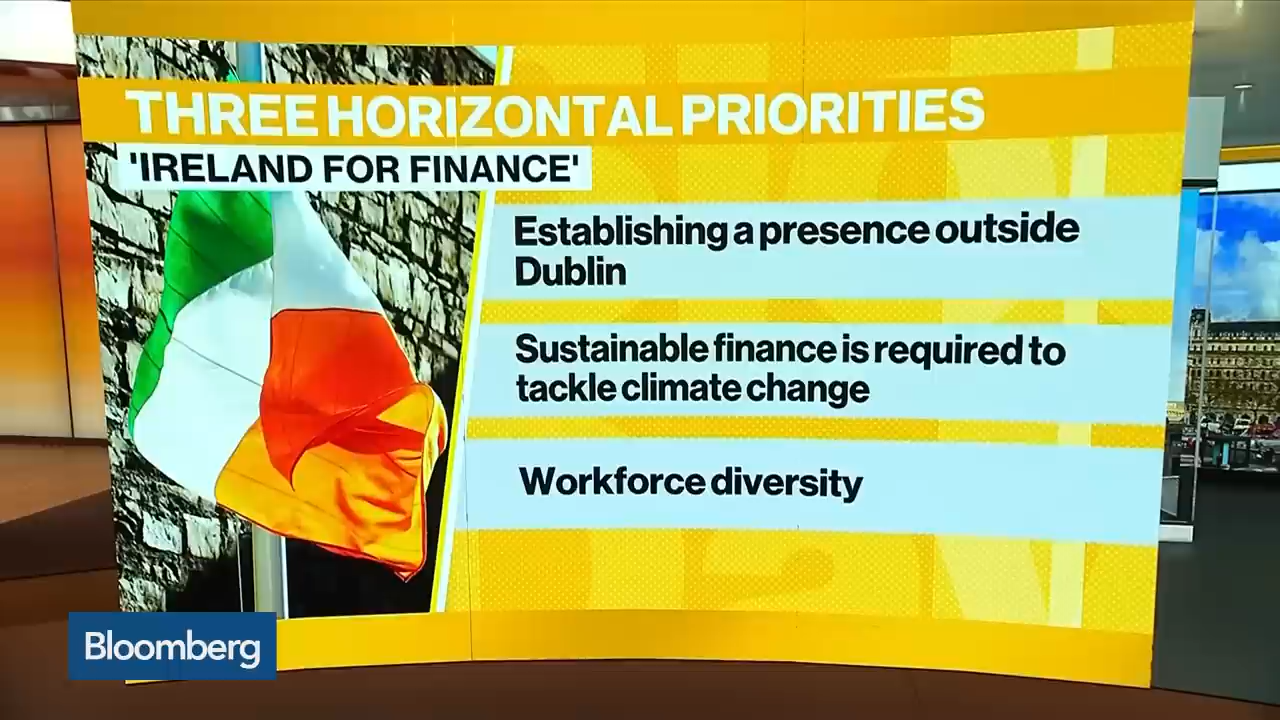 THREE HORIZONTAL PRIORITIES
'IRELAND FOR FINANCE'
Establishing a presence outside
Dublin
Sustainable finance is required to
tackle climate change
Workforce diversity
Bloomberg